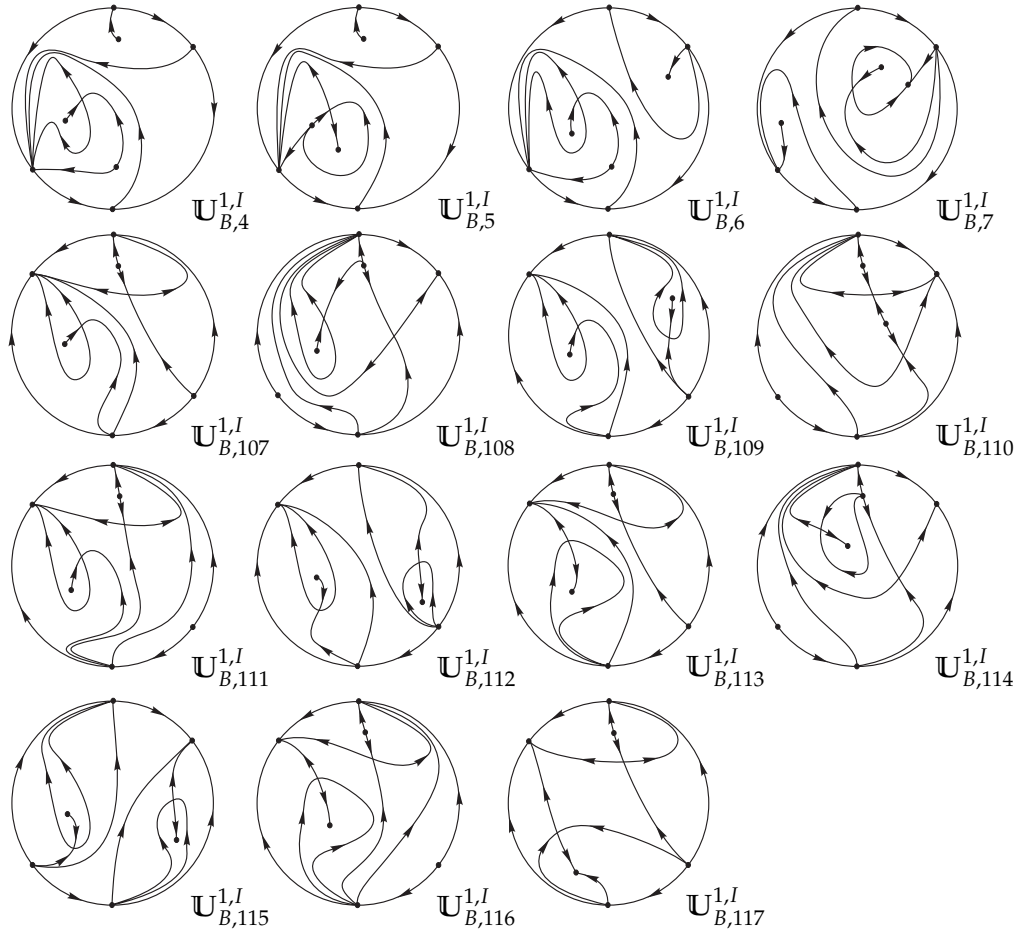 𝕌^{1,I}_{B,4} 𝕌^{1,I}_{B,5} 𝕌^{1,I}_{B,6} 𝕌^{1,I}_{B,7}
𝕌^{1,I}_{B,107} 𝕌^{1,I}_{B,108} 𝕌^{1,I}_{B,109} 𝕌^{1,I}_{B,110}
𝕌^{1,I}_{B,111} 𝕌^{1,I}_{B,112} 𝕌^{1,I}_{B,113} 𝕌^{1,I}_{B,114}
𝕌^{1,I}_{B,115} 𝕌^{1,I}_{B,116} 𝕌^{1,I}_{B,117}